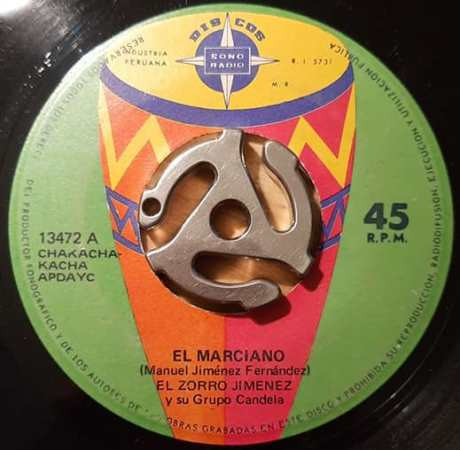 DIS COS
SONO
RADIO
INDUSTRIA
PERUANA
R. I 5731
M/R
13472 A
CHAKACHA-
KACHA
APDAYC
45
R.P.M.
EL MARCIANO
(Manuel Jiménez Fernández)
EL ZORRO JIMENEZ
y su Grupo Candela
DEL PRODUCTOR FONOGRAFICO Y DE LOS AUTORES DE OBRAS GRABADAS EN ESTE DISCO Y PROHIBIDA SU REPRODUCCION, RADIODIFUSION, EJECUCION Y UTILIZACION PUBLICA